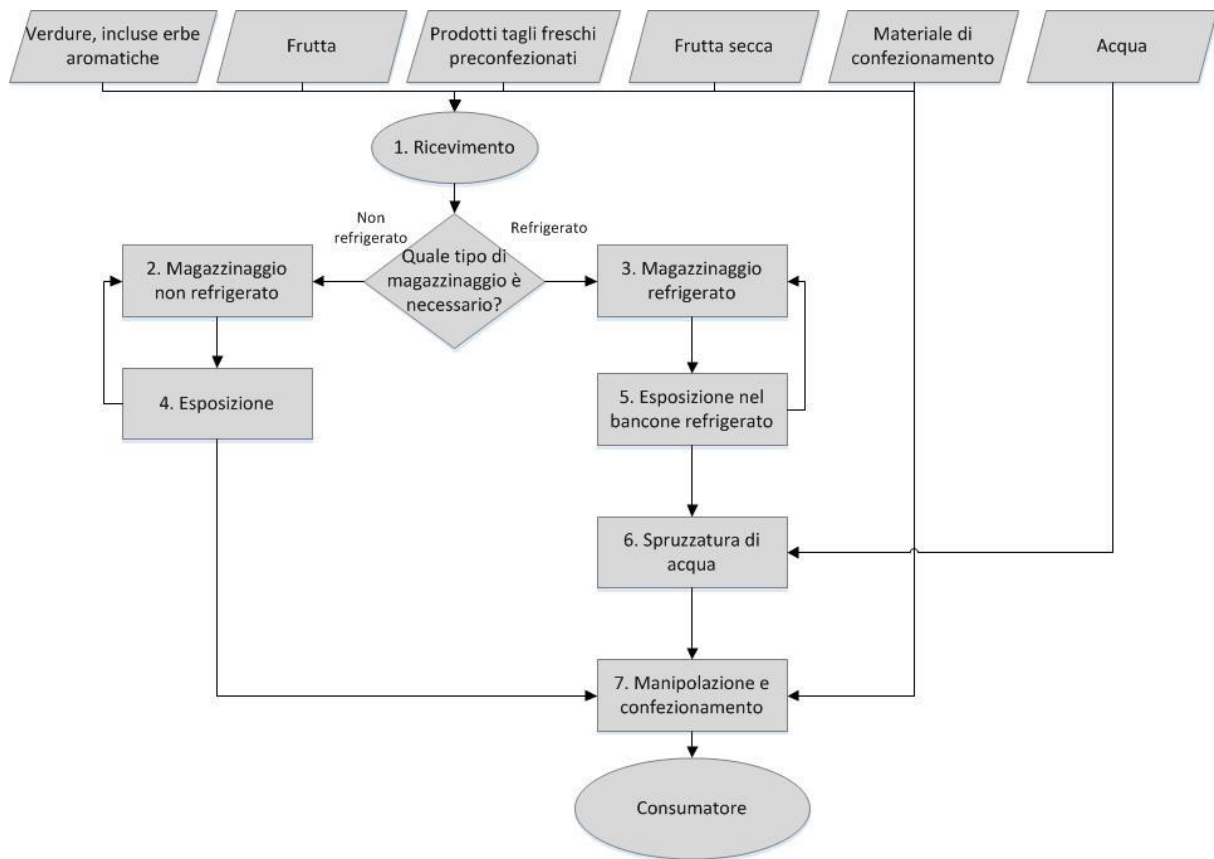 Verdure, incluse erbe
aromatiche
Frutta
Prodotti tagli freschi
preconfezionati
Frutta secca
Materiale di
confezionamento
Acqua
1. Ricevimento
Non
refrigerato
Refrigerato
Quale tipo di
magazzinaggio è
necessario?
2. Magazzinaggio
non refrigerato
3. Magazzinaggio
refrigerato
4. Esposizione
5. Esposizione nel
bancone refrigerato
6. Spruzzatura di
acqua
7. Manipolazione e
confezionamento
Consumatore